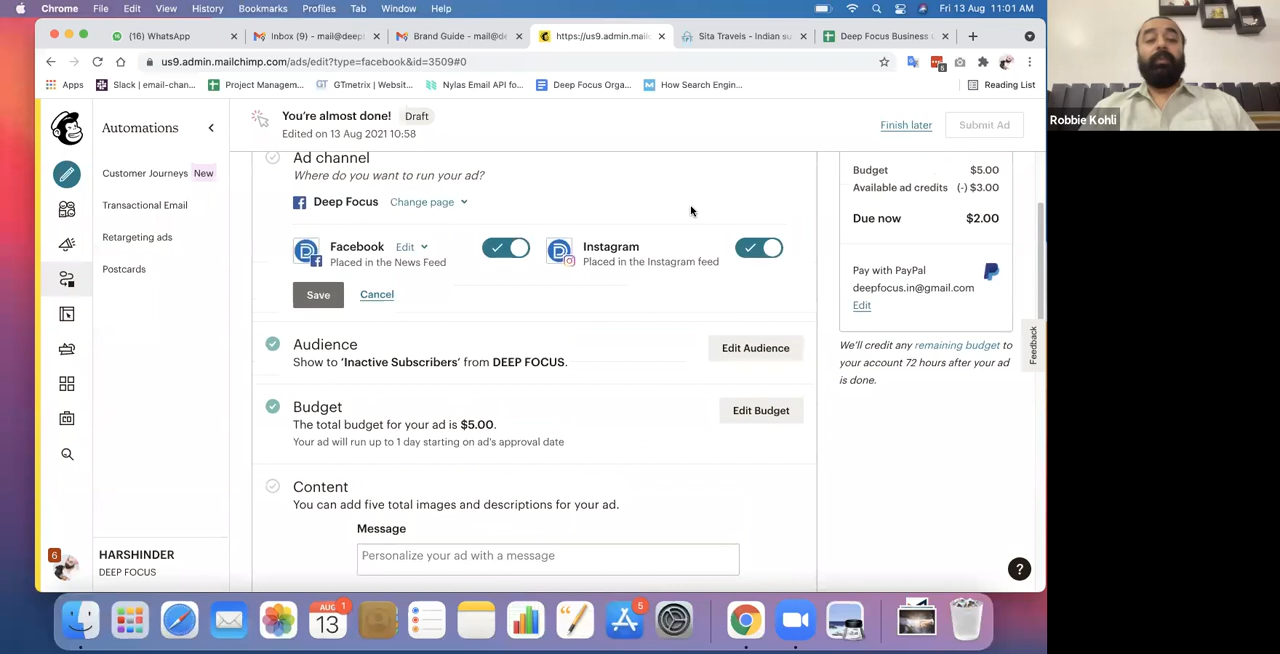 Chrome File Edit View History Bookmarks Profiles Tab Window Help
Fri 13 Aug 11:01 AM
(16) WhatsApp
Inbox (9) - mail@deep
Brand Guide - mail@de
https://us9.admin.mailch
Sita Travels - Indian su
Deep Focus Business
us9.admin.mailchimp.com/ads/edit?type=facebook&id=3509#0
6
Apps
Slack | email-chan...
Project Managem...
GTmetrix | Websit...
Nylas Email API fo...
Deep Focus Orga...
How Search Engin...
Reading List
Automations
Customer Journeys New
Transactional Email
Retargeting ads
Postcards
6
HARSHINDER
DEEP FOCUS
You're almost done! Draft
Edited on 13 Aug 2021 10:58
Finish later
Submit Ad
Ad channel
Where do you want to run your ad?
Deep Focus Change page
Facebook Edit
Placed in the News Feed
Instagram
Placed in the Instagram feed
Save Cancel
Audience
Show to 'Inactive Subscribers' from DEEP FOCUS.
Edit Audience
Budget
The total budget for your ad is $5.00.
Your ad will run up to 1 day starting on ad's approval date
Edit Budget
Content
You can add five total images and descriptions for your ad.
Message
Personalize your ad with a message
Budget $5.00
Available ad credits (-) $3.00
Due now $2.00
Pay with PayPal
deepfocus.in@gmail.com
Edit
We'll credit any remaining budget to
your account 72 hours after your ad
is done.
Feedback
?
AUG 1
13
5
Robbie Kohli